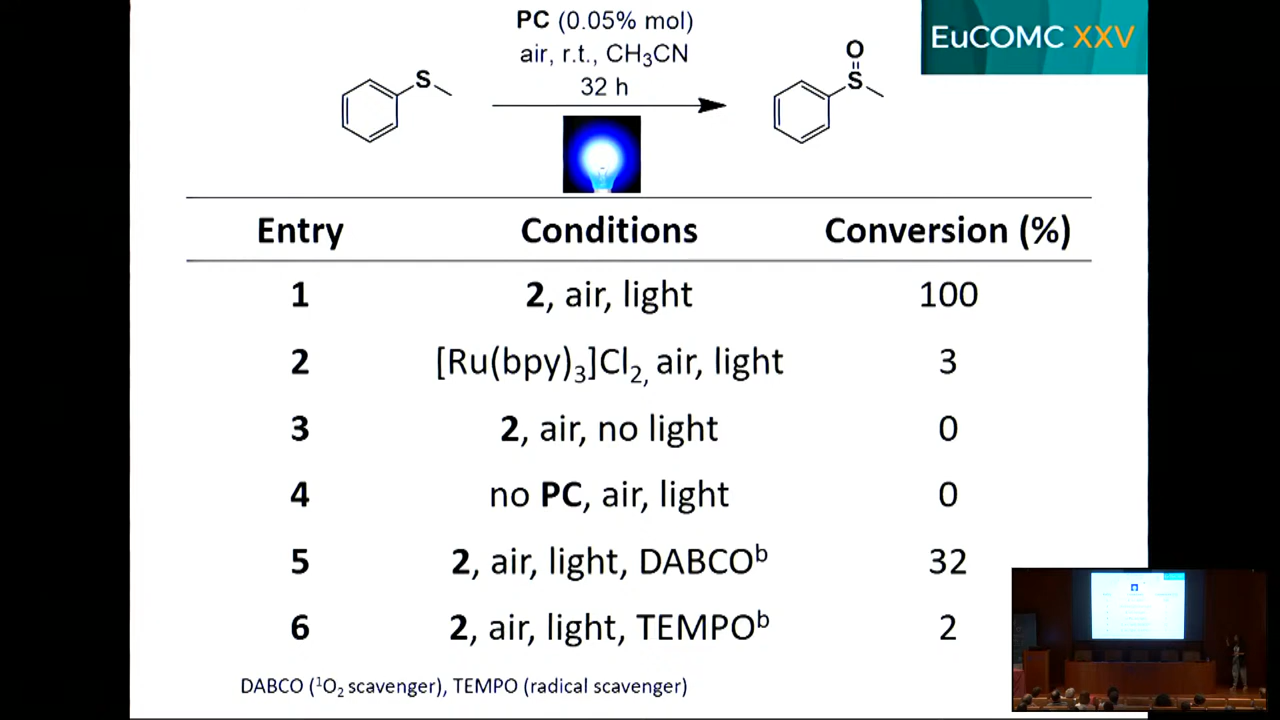 PC (0.05% mol)
air, r.t., CH₃CN
32 h
S
O
S
EuCOMC XXV
Entry Conditions Conversion (%)
1 2, air, light 100
2 [Ru(bpy)₃]Cl₂, air, light 3
3 2, air, no light 0
4 no PC, air, light 0
5 2, air, light, DABCOᵇ 32
6 2, air, light, TEMPOᵇ 2
DABCO (¹O₂ scavenger), TEMPO (radical scavenger)